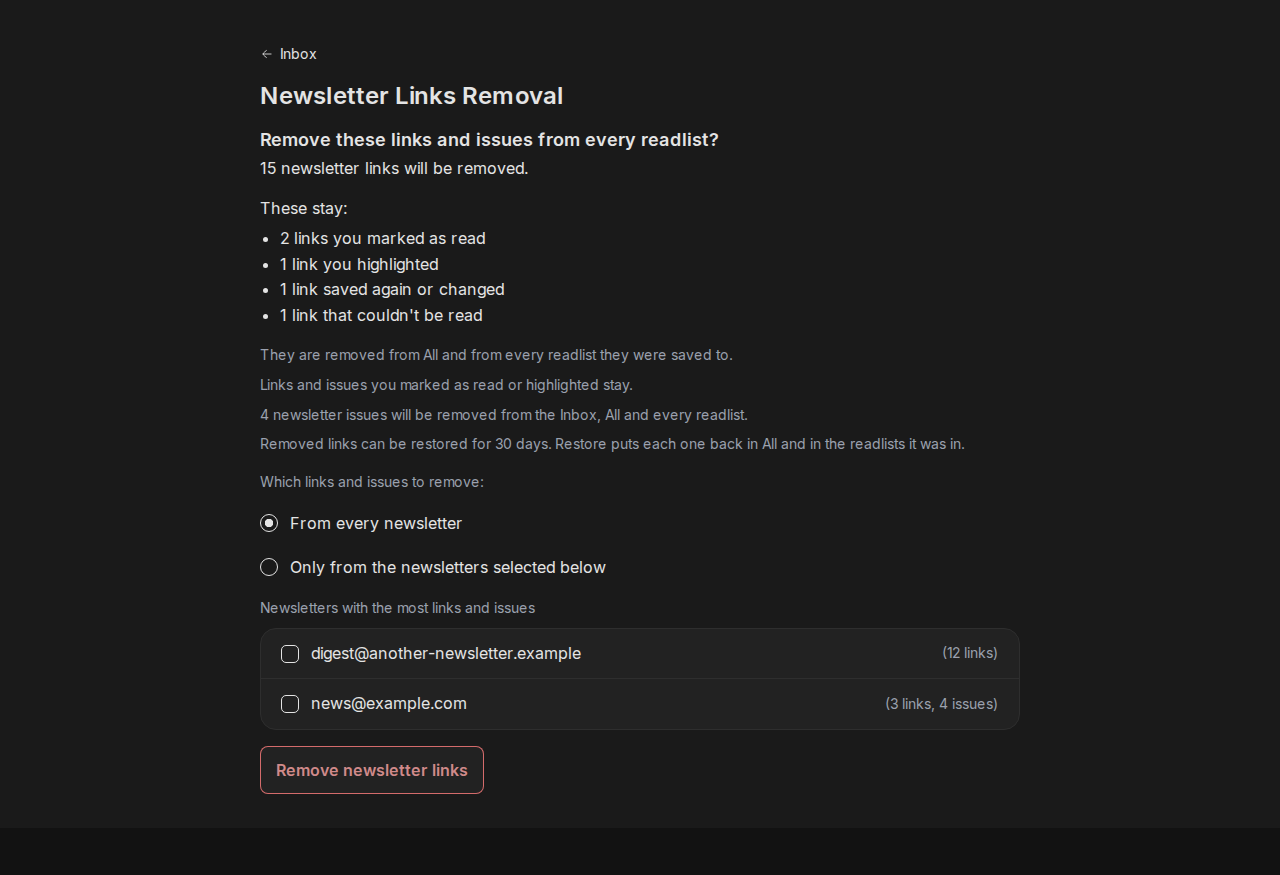 ← Inbox
Newsletter Links Removal
Remove these links and issues from every readlist?
15 newsletter links will be removed.
These stay:
• 2 links you marked as read
• 1 link you highlighted
• 1 link saved again or changed
• 1 link that couldn't be read
They are removed from All and from every readlist they were saved to.
Links and issues you marked as read or highlighted stay.
4 newsletter issues will be removed from the Inbox, All and every readlist.
Removed links can be restored for 30 days. Restore puts each one back in All and in the readlists it was in.
Which links and issues to remove:
From every newsletter
Only from the newsletters selected below
Newsletters with the most links and issues
digest@another-newsletter.example (12 links)
news@example.com (3 links, 4 issues)
Remove newsletter links